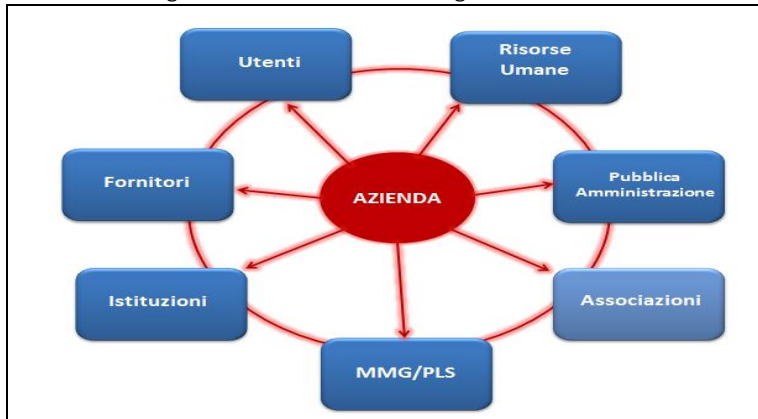 Utenti
Risorse
Umane
Fornitori
AZIENDA
Pubblica
Amministrazione
Istituzioni
Associazioni
MMG/PLS